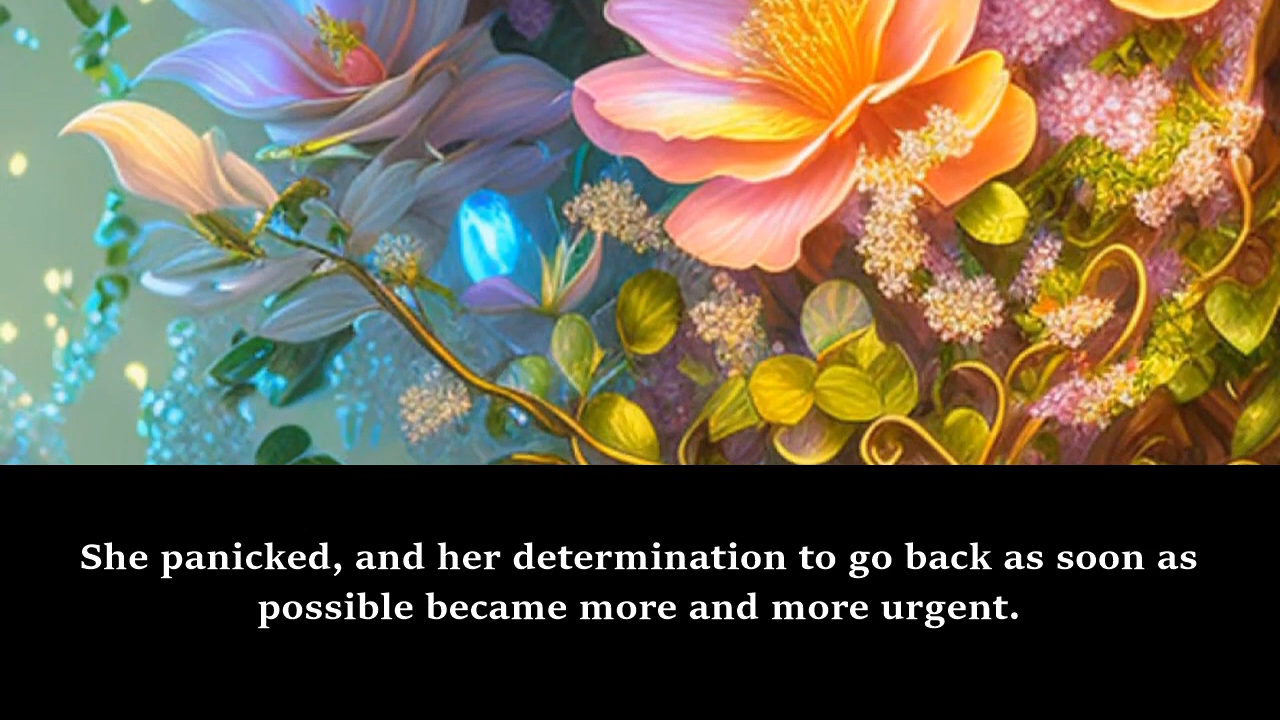 She panicked, and her determination to go back as soon as
possible became more and more urgent.